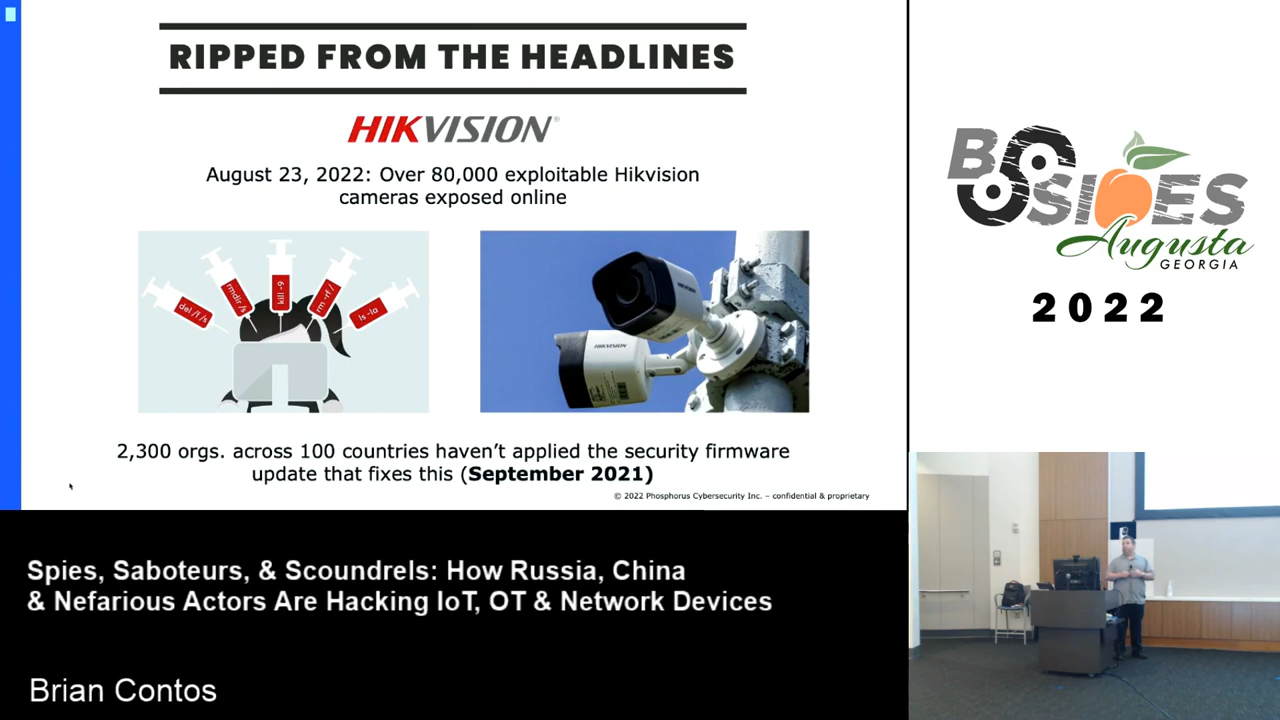 RIPPED FROM THE HEADLINES
HIKVISION®
August 23, 2022: Over 80,000 exploitable Hikvision
cameras exposed online
del /f /s
rmdir /s
kill -9
rm -rf /
ls -la
HIKVISION
2,300 orgs. across 100 countries haven't applied the security firmware
update that fixes this (September 2021)
© 2022 Phosphorus Cybersecurity Inc. – confidential & proprietary
BSIDES
Augusta
GEORGIA
2022
Spies, Saboteurs, & Scoundrels: How Russia, China
& Nefarious Actors Are Hacking IoT, OT & Network Devices
Brian Contos